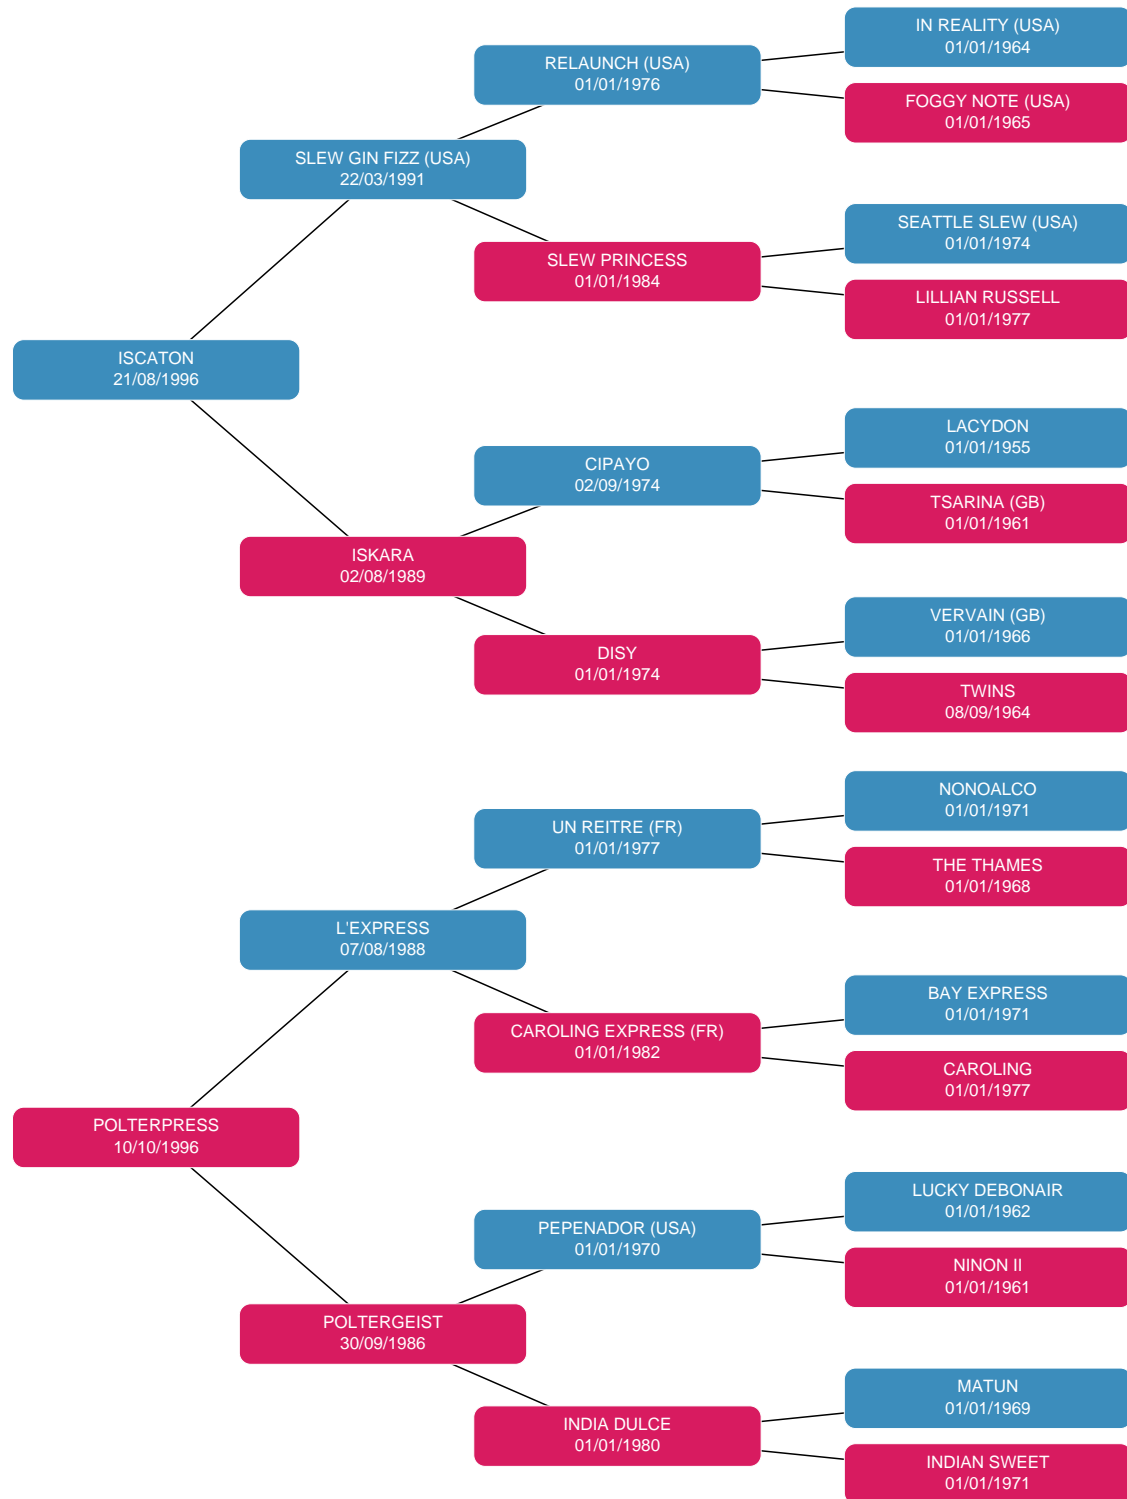 IN REALITY (USA)
01/01/1964
RELAUNCH (USA)
01/01/1976
FOGGY NOTE (USA)
01/01/1965
SLEW GIN FIZZ (USA)
22/03/1991
SEATTLE SLEW (USA)
01/01/1974
SLEW PRINCESS
01/01/1984
LILLIAN RUSSELL
01/01/1977
ISCATON
21/08/1996
LACYDON
01/01/1955
CIPAYO
02/09/1974
TSARINA (GB)
01/01/1961
ISKARA
02/08/1989
VERVAIN (GB)
01/01/1966
DISY
01/01/1974
TWINS
08/09/1964
NONOALCO
01/01/1971
UN REITRE (FR)
01/01/1977
THE THAMES
01/01/1968
L'EXPRESS
07/08/1988
BAY EXPRESS
01/01/1971
CAROLING EXPRESS (FR)
01/01/1982
CAROLING
01/01/1977
POLTERPRESS
10/10/1996
LUCKY DEBONAIR
01/01/1962
PEPENADOR (USA)
01/01/1970
NINON II
01/01/1961
POLTERGEIST
30/09/1986
MATUN
01/01/1969
INDIA DULCE
01/01/1980
INDIAN SWEET
01/01/1971